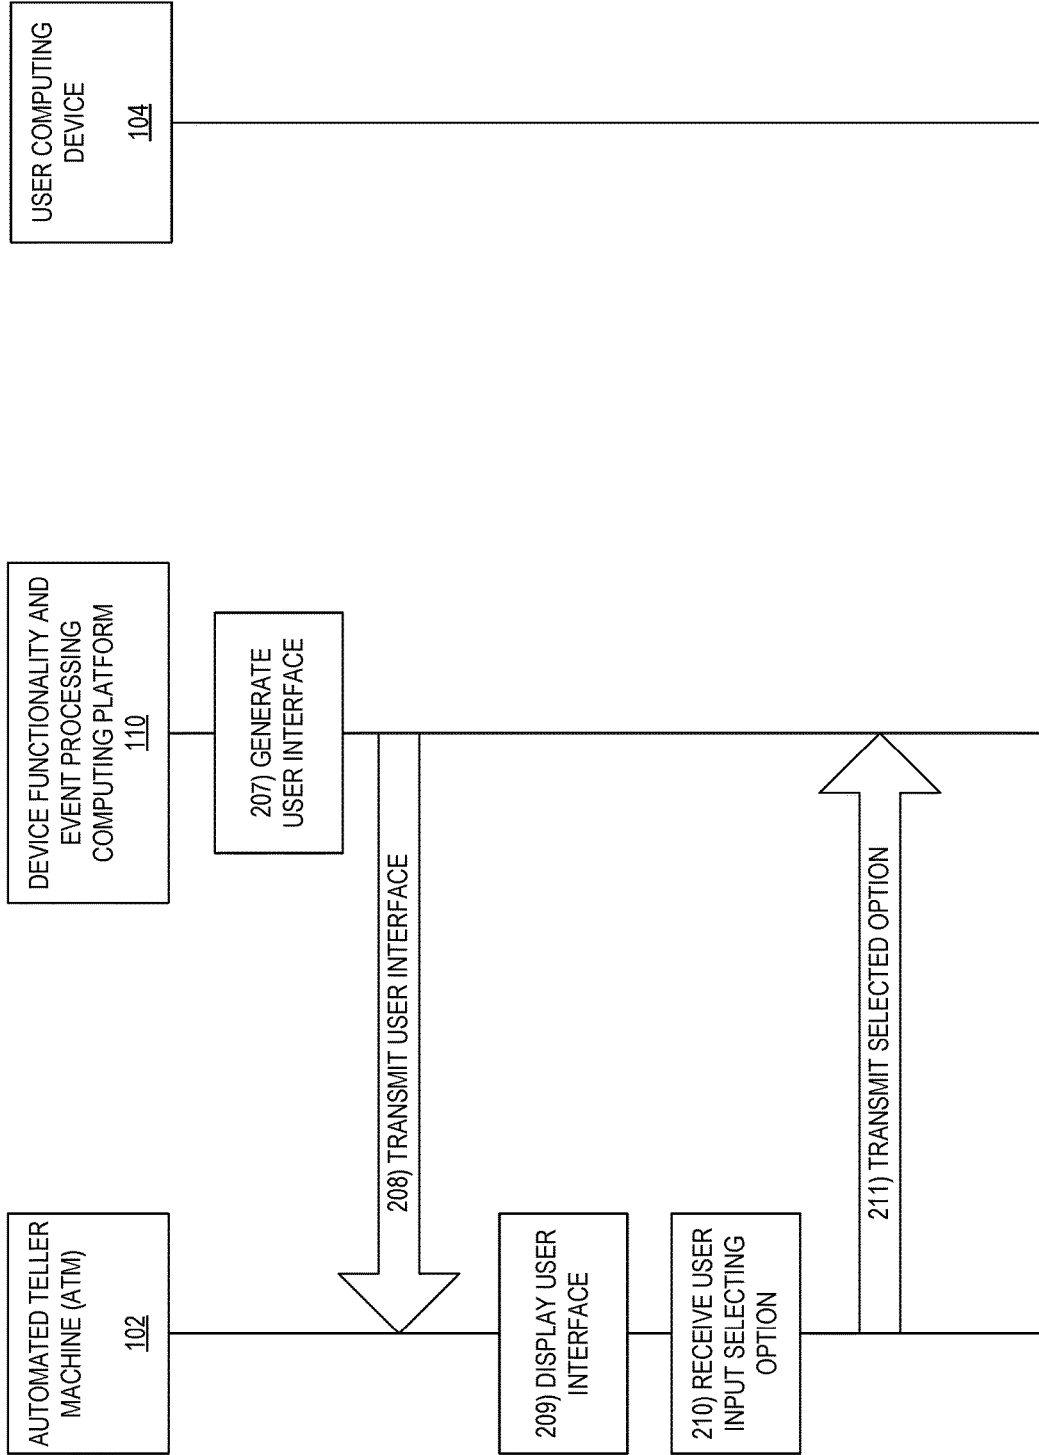 AUTOMATED TELLER
MACHINE (ATM)
102
DEVICE FUNCTIONALITY AND
EVENT PROCESSING
COMPUTING PLATFORM
110
USER COMPUTING
DEVICE
104
207) GENERATE
USER INTERFACE
208) TRANSMIT USER INTERFACE
209) DISPLAY USER
INTERFACE
210) RECEIVE USER
INPUT SELECTING
OPTION
211) TRANSMIT SELECTED OPTION